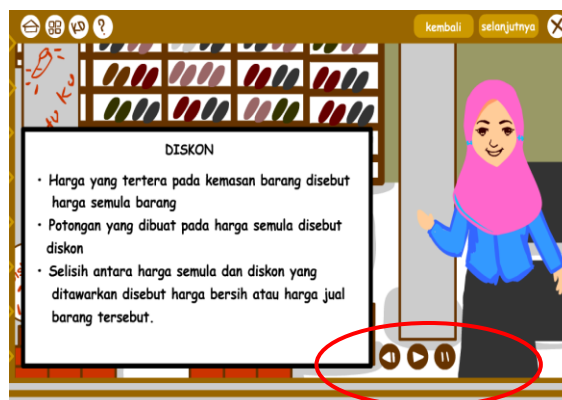 KD ?
kembali selanjutnya
DISKON
• Harga yang tertera pada kemasan barang disebut
harga semula barang
• Potongan yang dibuat pada harga semula disebut
diskon
• Selisih antara harga semula dan diskon yang
ditawarkan disebut harga bersih atau harga jual
barang tersebut.